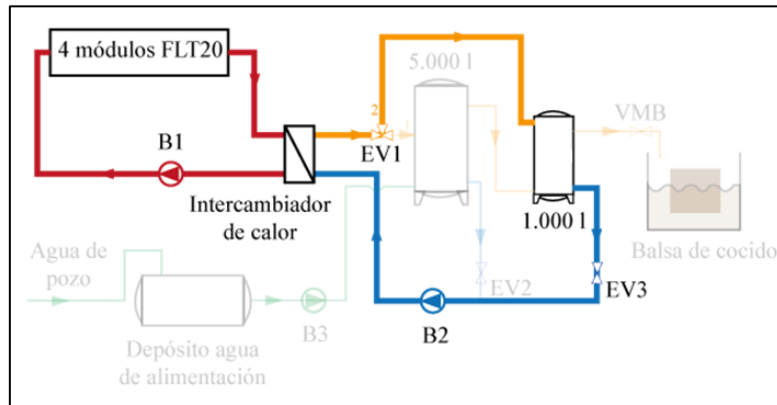 4 módulos FLT20
5.000 l
2
1
VMB
B1
EV1
Intercambiador
de calor
1.000 l
Balsa de cocido
Agua de
pozo
EV2
EV3
B3
B2
Depósito agua
de alimentación